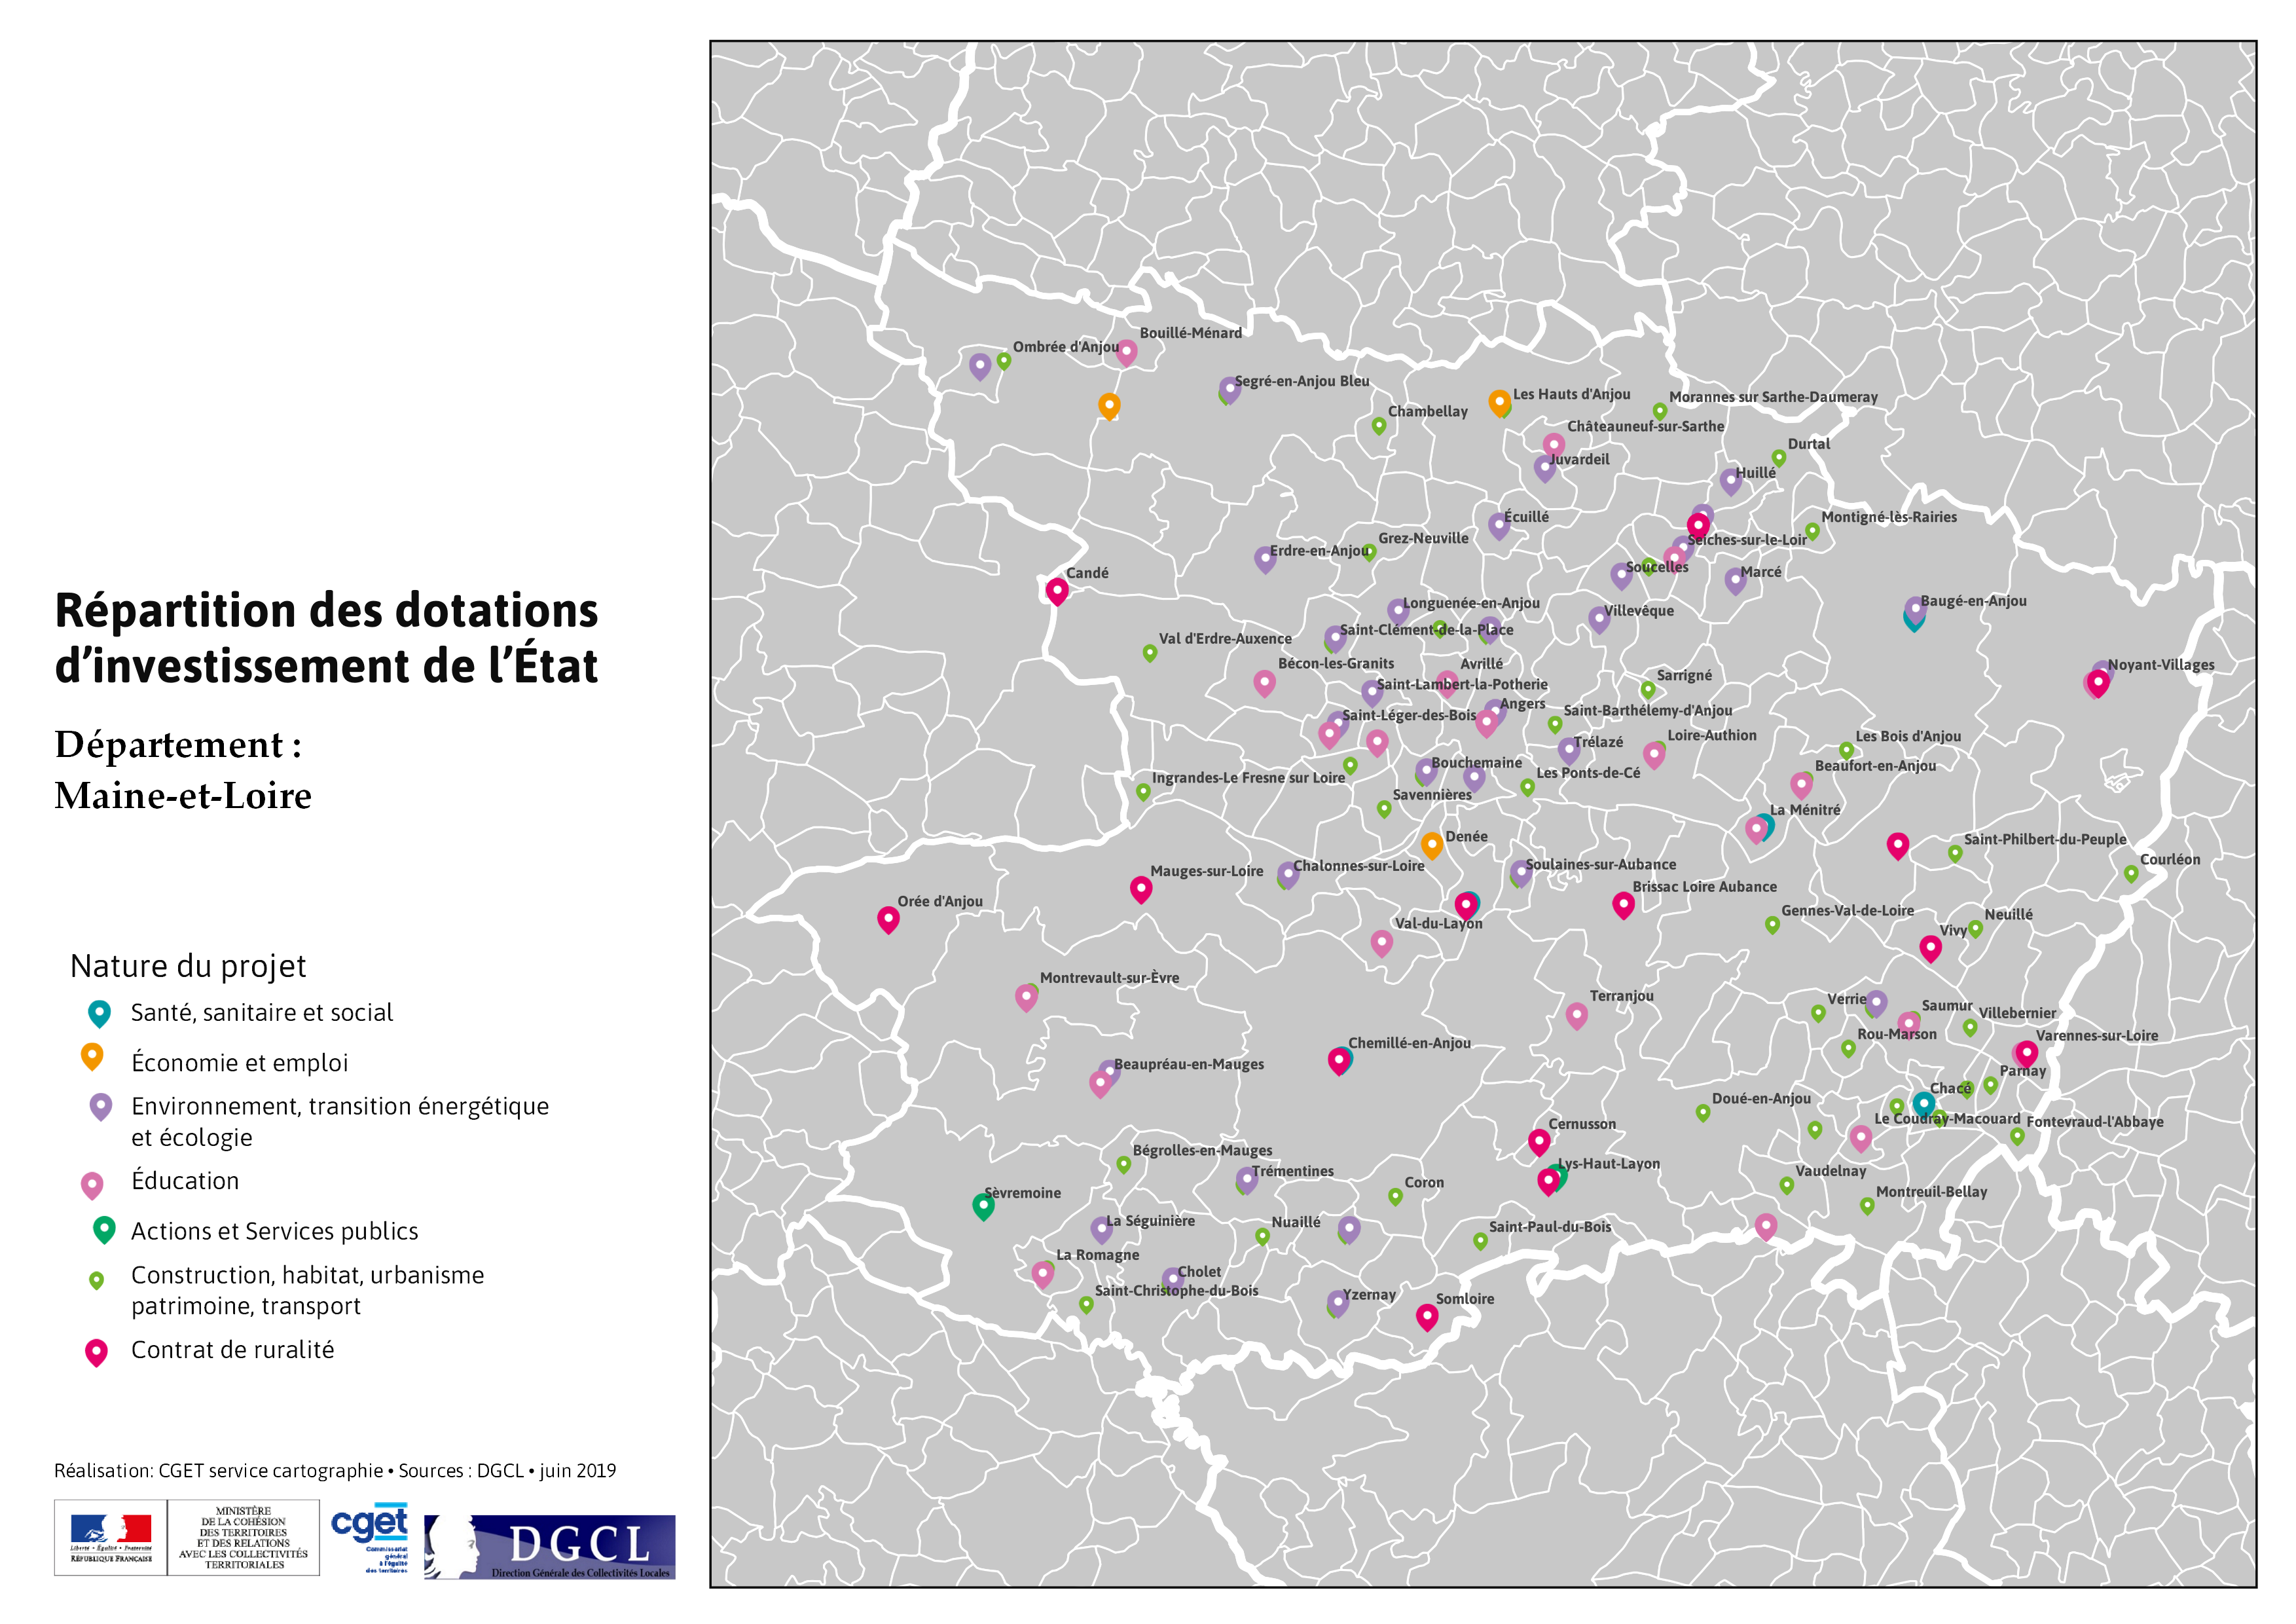 Répartition des dotations
d’investissement de l’État
Département :
Maine-et-Loire
Nature du projet
Santé, sanitaire et social
Économie et emploi
Environnement, transition énergétique
et écologie
Éducation
Actions et Services publics
Construction, habitat, urbanisme
patrimoine, transport
Contrat de ruralité
Réalisation: CGET service cartographie • Sources : DGCL • juin 2019
Liberté • Égalité • Fraternité
RÉPUBLIQUE FRANÇAISE
MINISTÈRE
DE LA COHÉSION
DES TERRITOIRES
ET DES RELATIONS
AVEC LES COLLECTIVITÉS
TERRITORIALES
cget
Commissariat
général
à l'égalité
des territoires
DGCL
Direction Générale des Collectivités Locales
Bouillé-Ménard
Ombrée d'Anjou
Segré-en-Anjou Bleu
Les Hauts d'Anjou
Morannes sur Sarthe-Daumeray
Chambellay
Châteauneuf-sur-Sarthe
Durtal
Juvardeil
Huillé
Écuillé
Montigné-lès-Rairies
Grez-Neuville
Seiches-sur-le-Loir
Erdre-en-Anjou
Soucelles
Marcé
Candé
Longuenée-en-Anjou
Baugé-en-Anjou
Villevêque
Saint-Clément-de-la-Place
Val d'Erdre-Auxence
Bécon-les-Granits
Avrillé
Noyant-Villages
Sarrigné
Saint-Lambert-la-Potherie
Angers
Saint-Barthélemy-d'Anjou
Saint-Léger-des-Bois
Loire-Authion
Les Bois d'Anjou
Trélazé
Bouchemaine
Beaufort-en-Anjou
Les Ponts-de-Cé
Ingrandes-Le Fresne sur Loire
Savennières
La Ménitré
Denée
Saint-Philbert-du-Peuple
Courléon
Chalonnes-sur-Loire
Soulaines-sur-Aubance
Mauges-sur-Loire
Brissac Loire Aubance
Orée d'Anjou
Gennes-Val-de-Loire
Neuillé
Val-du-Layon
Vivy
Montrevault-sur-Èvre
Terranjou
Verrie
Saumur
Villebernier
Rou-Marson
Varennes-sur-Loire
Chemillé-en-Anjou
Beaupréau-en-Mauges
Parnay
Chacé
Doué-en-Anjou
Le Coudray-Macouard
Fontevraud-l'Abbaye
Cernusson
Bégrolles-en-Mauges
Lys-Haut-Layon
Trémentines
Vaudelnay
Coron
Sèvremoine
Montreuil-Bellay
La Séguinière
Nuaillé
Saint-Paul-du-Bois
La Romagne
Cholet
Saint-Christophe-du-Bois
Yzernay
Somloire